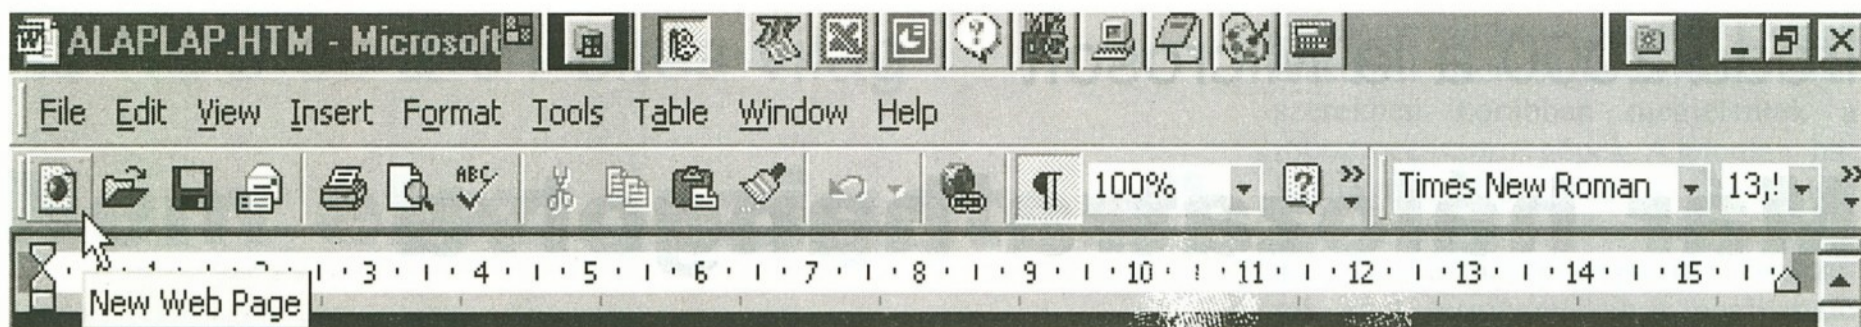 ALAPLAP.HTM - Microsoft
File Edit View Insert Format Tools Table Window Help
ABC 100% Times New Roman 13,
3 4 5 6 7 8 9 10 11 12 13 14 15
New Web Page